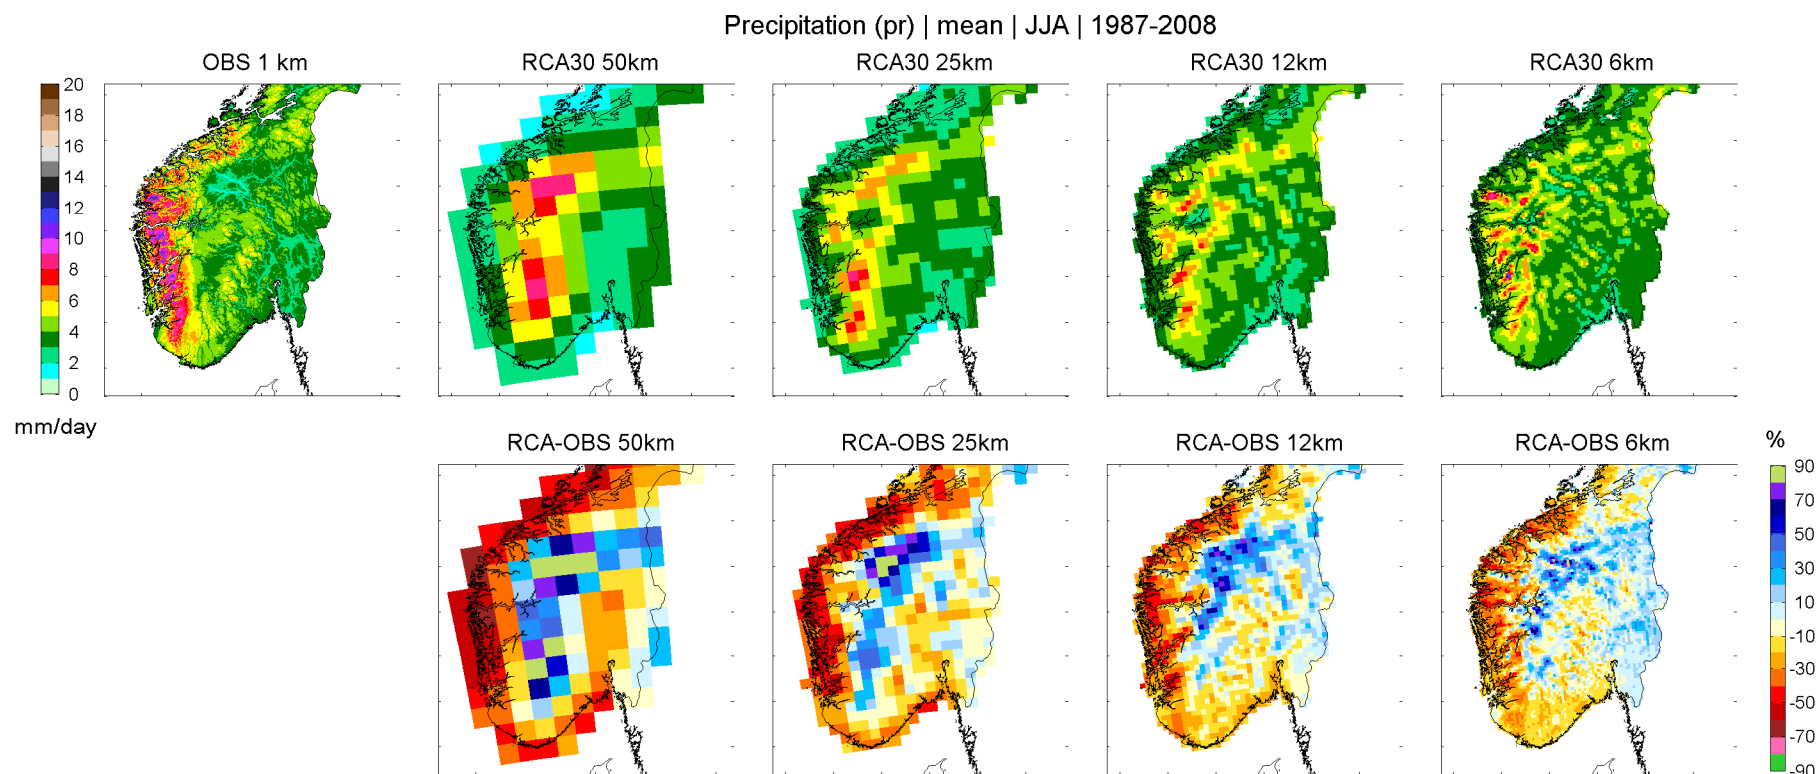 Precipitation (pr) | mean | JJA | 1987-2008
OBS 1 km
RCA30 50km
RCA30 25km
RCA30 12km
RCA30 6km
20
18
16
14
12
10
8
6
4
2
0
mm/day
RCA-OBS 50km
RCA-OBS 25km
RCA-OBS 12km
RCA-OBS 6km
%
90
70
50
30
10
-10
-30
-50
-70
-90